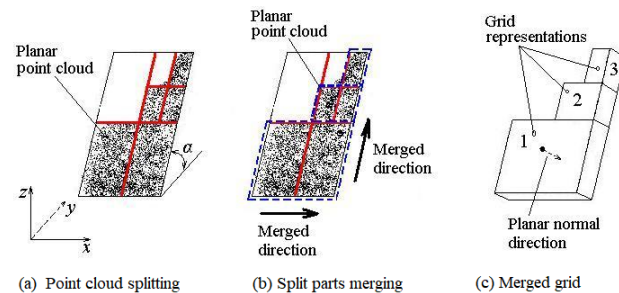 Planar
point cloud
α
z
y
x
(a) Point cloud splitting
Planar
point cloud
Merged
direction
Merged
direction
(b) Split parts merging
Grid
representations
3
2
1
Planar normal
direction
(c) Merged grid